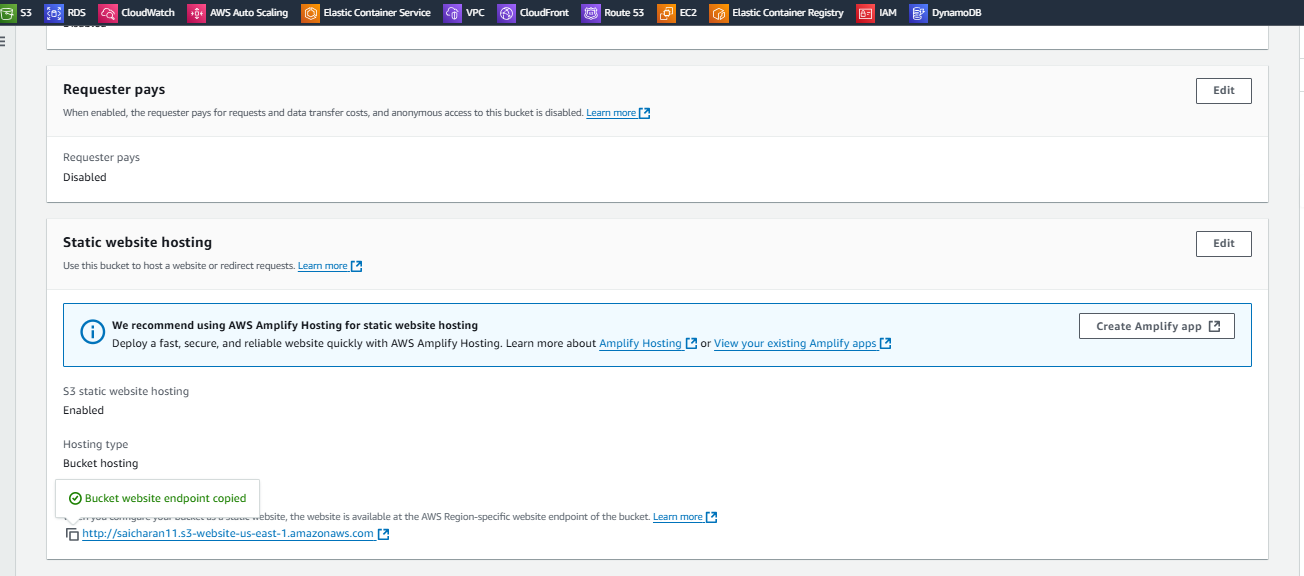 S3 RDS CloudWatch AWS Auto Scaling Elastic Container Service VPC CloudFront Route 53 EC2 Elastic Container Registry IAM DynamoDB
Requester pays
Edit
When enabled, the requester pays for requests and data transfer costs, and anonymous access to this bucket is disabled. Learn more
Requester pays
Disabled
Static website hosting
Edit
Use this bucket to host a website or redirect requests. Learn more
We recommend using AWS Amplify Hosting for static website hosting
Create Amplify app
Deploy a fast, secure, and reliable website quickly with AWS Amplify Hosting. Learn more about Amplify Hosting or View your existing Amplify apps
S3 static website hosting
Enabled
Hosting type
Bucket hosting
Bucket website endpoint copied
you configure your bucket as a static website, the website is available at the AWS Region-specific website endpoint of the bucket. Learn more
http://saicharan11.s3-website-us-east-1.amazonaws.com